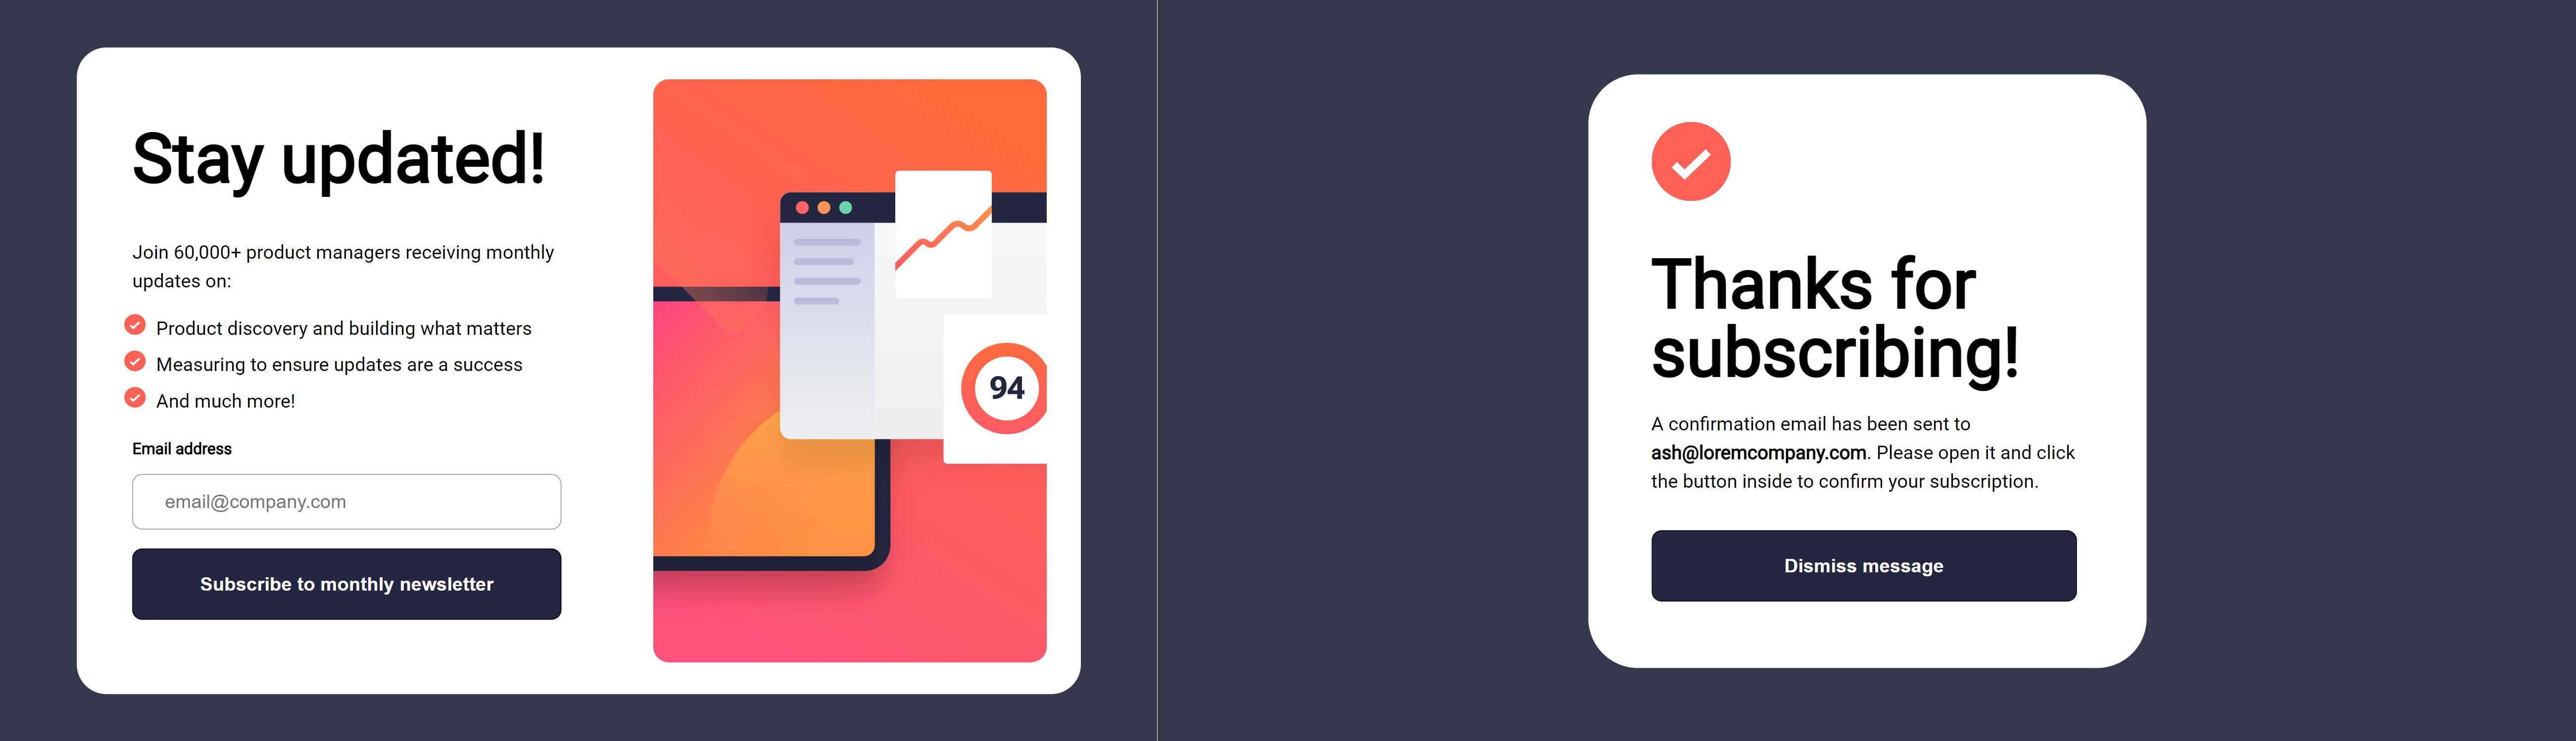 Stay updated!
Join 60,000+ product managers receiving monthly
updates on:
Product discovery and building what matters
Measuring to ensure updates are a success
And much more!
Email address
email@company.com
Subscribe to monthly newsletter
94
Thanks for
subscribing!
A confirmation email has been sent to
ash@loremcompany.com. Please open it and click
the button inside to confirm your subscription.
Dismiss message